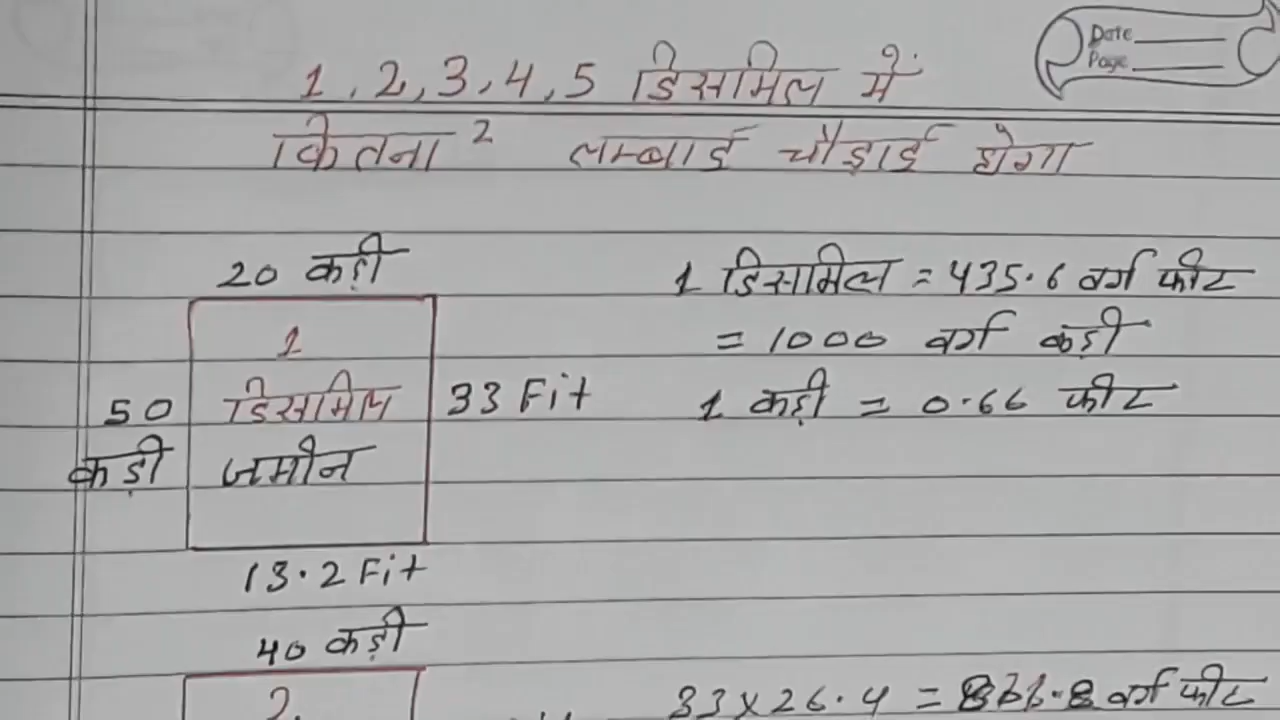 Date
Page
1, 2, 3, 4, 5 डिसमिल में
कितना 2 लम्बाई चौड़ाई होगा
20 कड़ी
1 डिसमिल = 435.6 वर्ग फीट
1
= 1000 वर्ग कड़ी
50
डिसमिल
33 Fit
1 कड़ी = 0.66 फीट
कड़ी
जमीन
13.2 Fit
40 कड़ी
2
33 x 26.4 = वर्ग फीट